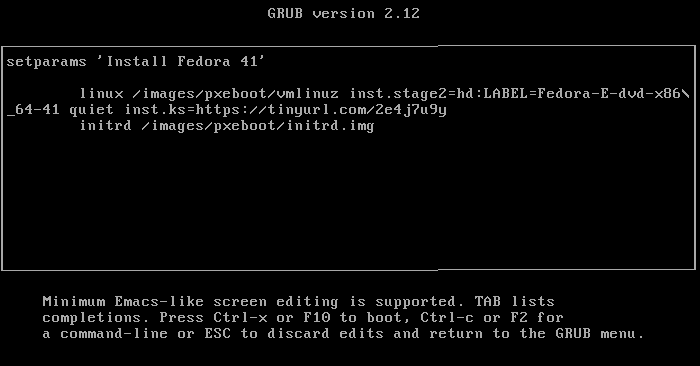 GRUB version 2.12
setparams 'Install Fedora 41'
linux /images/pxeboot/vmlinuz inst.stage2=hd:LABEL=Fedora-E-dvd-x86\
_64-41 quiet inst.ks=https://tinyurl.com/2e4j7u9y
initrd /images/pxeboot/initrd.img
Minimum Emacs-like screen editing is supported. TAB lists
completions. Press Ctrl-x or F10 to boot, Ctrl-c or F2 for
a command-line or ESC to discard edits and return to the GRUB menu.